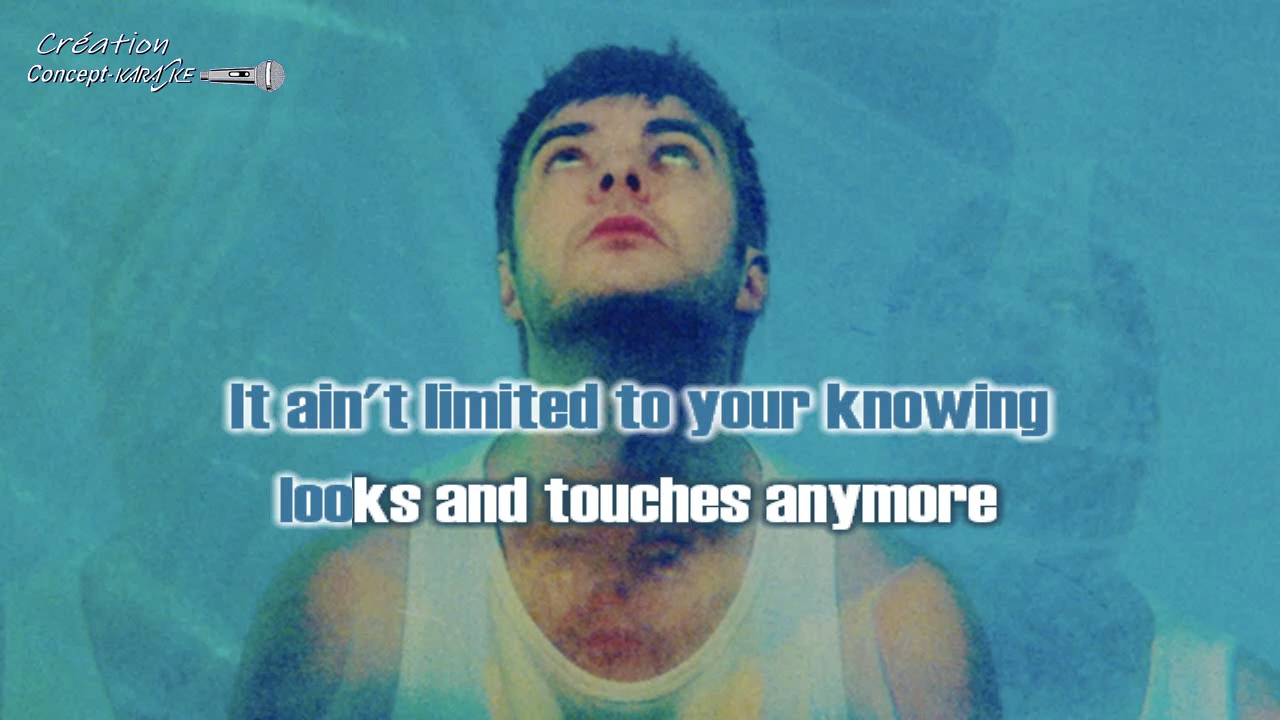 Création
Concept-KARAOKE
It ain't limited to your knowing
looks and touches anymore